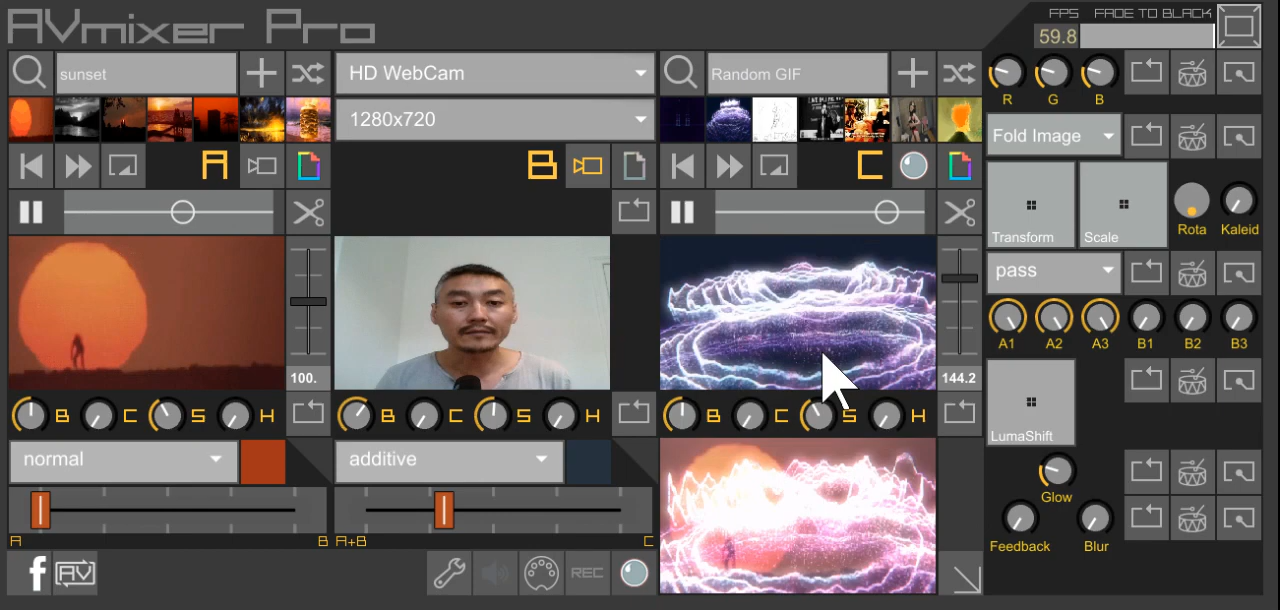 AVmixer Pro
FPS FADE TO BLACK
59.8
sunset
HD WebCam
Random GIF
1280x720
A
B
C
R G B
Fold Image
Transform
Scale
Rota
Kaleid
pass
A1 A2 A3 B1 B2 B3
100.
144.2
B C S H
B C S H
B C S H
LumaShift
normal
additive
Glow
Feedback
Blur
A B
A+B C
f AV
REC